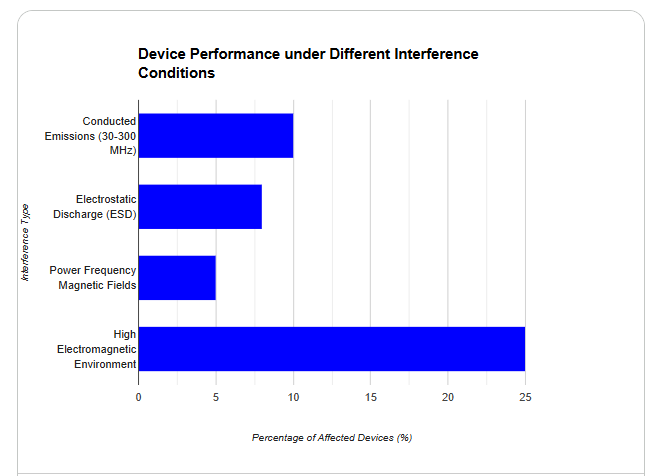 Device Performance under Different Interference
Conditions
Conducted
Emissions (30-300
MHz)
Electrostatic
Discharge (ESD)
Power Frequency
Magnetic Fields
High
Electromagnetic
Environment
Interference Type
0 5 10 15 20 25
Percentage of Affected Devices (%)